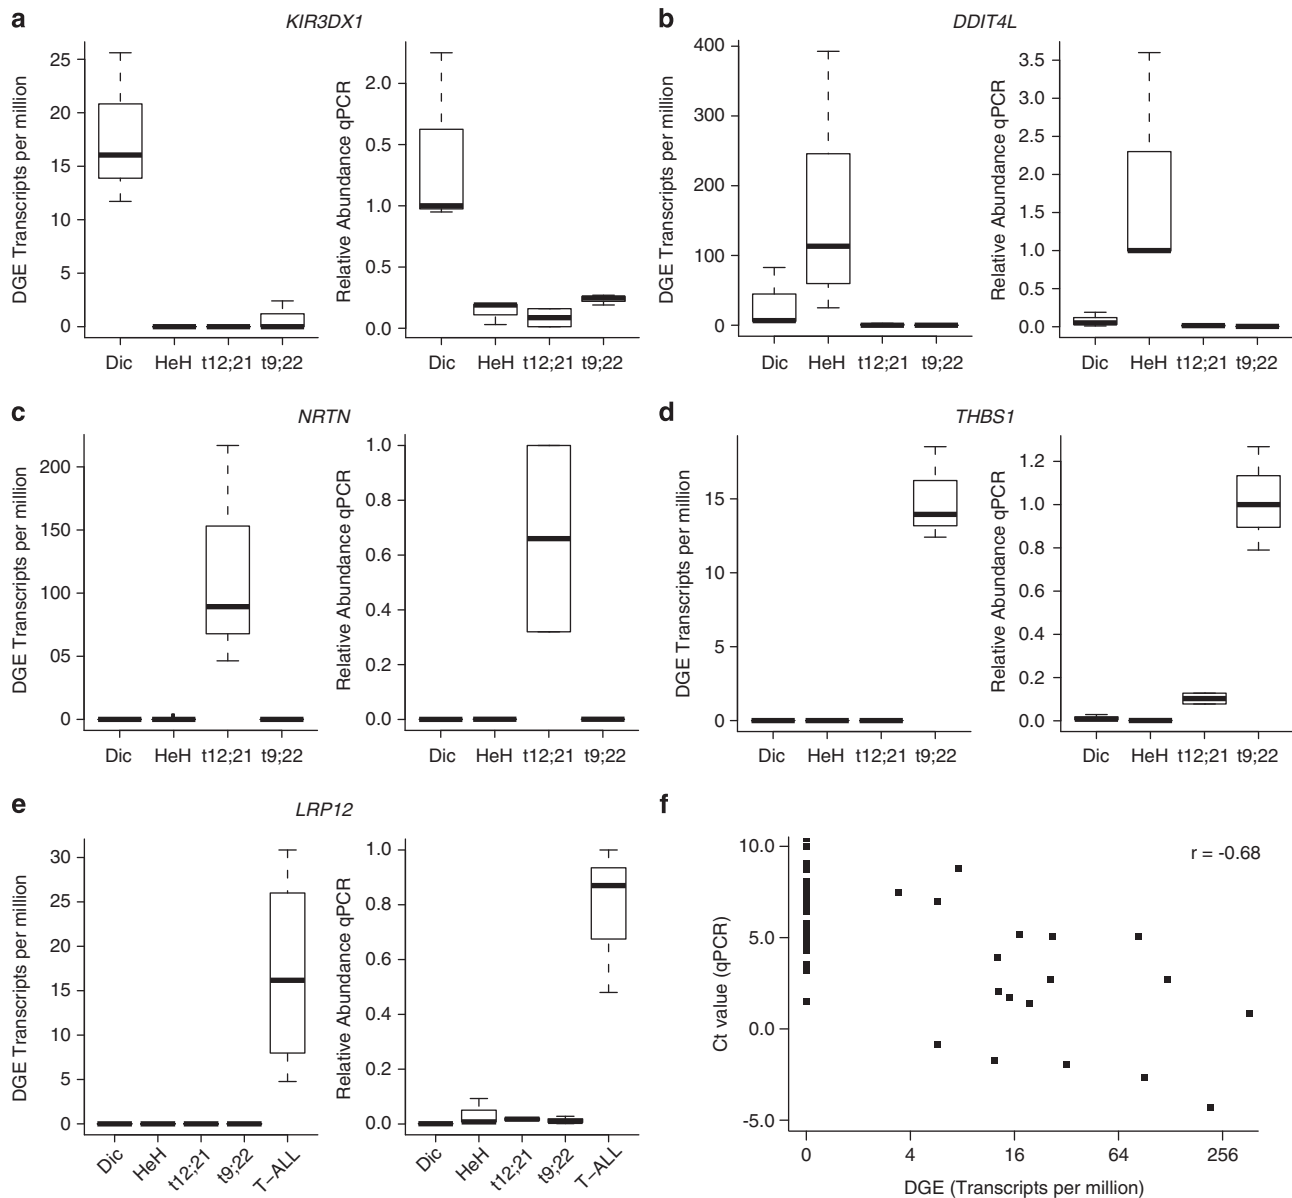 a
KIR3DX1
DGE Transcripts per million
25
20
15
10
5
0
Dic HeH t12;21 t9;22
Relative Abundance qPCR
2.0
0.5
1.0
0.5
0.0
Dic HeH t12;21 t9;22
b
DDIT4L
DGE Transcripts per million
400
300
200
100
0
Dic HeH t12;21 t9;22
Relative Abundance qPCR
3.5
3.0
2.5
2.0
1.5
1.0
0.5
0.0
Dic HeH t12;21 t9;22
c
NRTN
DGE Transcripts per million
200
150
100
05
0
Dic HeH t12;21 t9;22
Relative Abundance qPCR
1.0
0.8
0.6
0.4
0.2
0.0
Dic HeH t12;21 t9;22
d
THBS1
DGE Transcripts per million
15
10
5
0
Dic HeH t12;21 t9;22
Relative Abundance qPCR
1.2
1.0
0.8
0.6
0.4
0.2
0.0
Dic HeH t12;21 t9;22
e
LRP12
DGE Transcripts per million
30
25
20
15
10
5
0
Dic HeH t12;21 t9;22 T–ALL
Relative Abundance qPCR
1.0
0.8
0.6
0.4
0.2
0.0
Dic HeH t12;21 t9;22 T–ALL
f
r = -0.68
Ct value (qPCR)
10.0
5.0
0.0
-5.0
0 4 16 64 256
DGE (Transcripts per million)